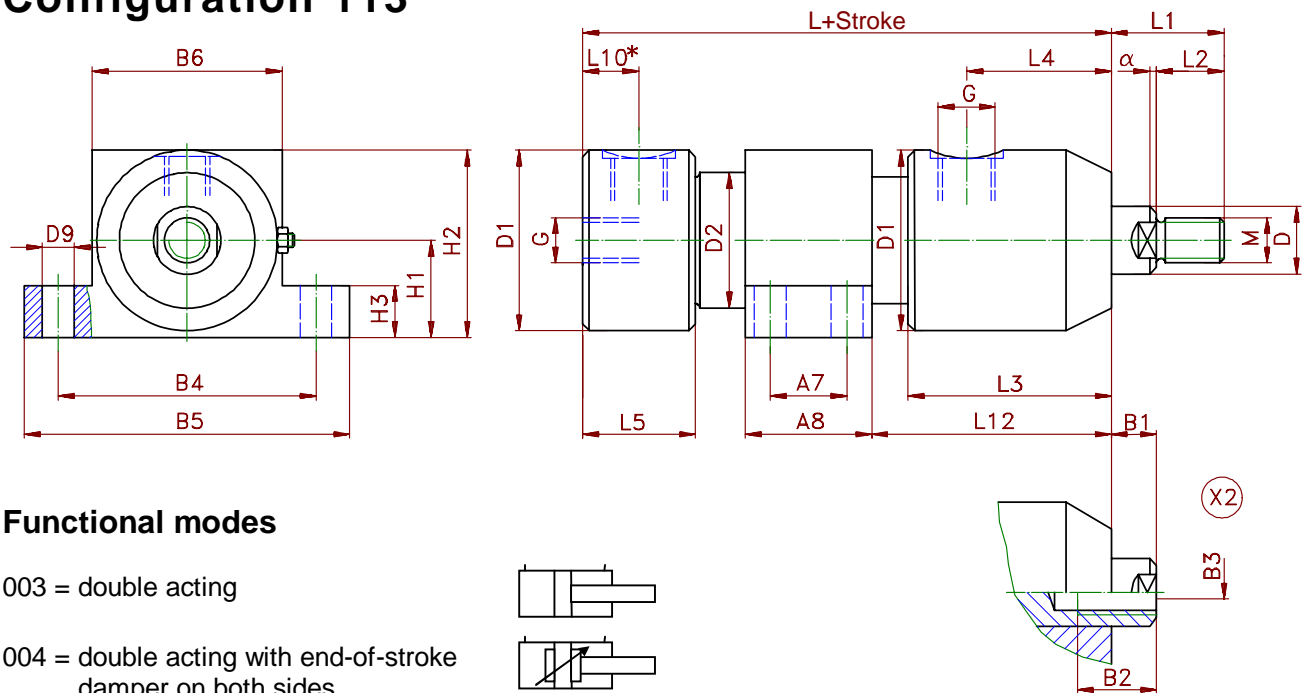 Configuration 113
L+Stroke
L1
B6
L10*
L4
α
L2
G
D9
H2
H1
H3
D1
G
D2
D1
M
D
B4
B5
A7
L3
L5
A8
L12
B1
X2
B3
B2
Functional modes
003 = double acting
004 = double acting with end-of-stroke
damper on both sides